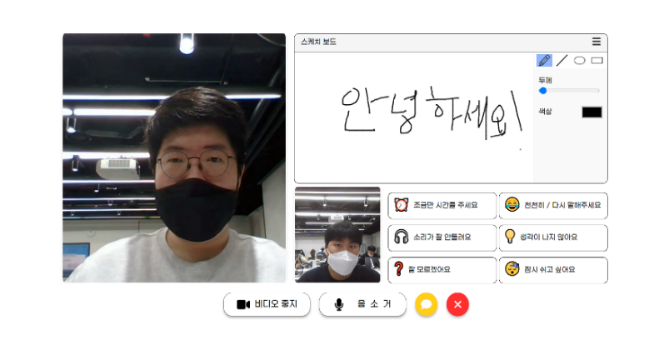 스케치 보드
두께
색상
안녕하세요!
조금만 시간를 주세요
천천히 / 다시 말해주세요
소리가 잘 안들려요
생각이 나지 않아요
잘 모르겠어요
잠시 쉬고 싶어요
비디오 중지
음 소 거